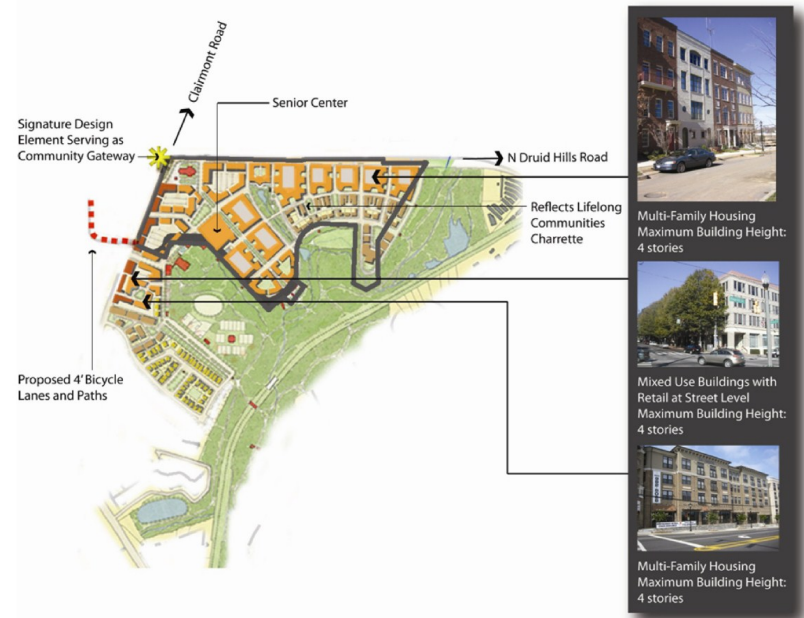 Clairmont Road
Senior Center
Signature Design
Element Serving as
Community Gateway
N Druid Hills Road
Reflects Lifelong
Communities
Charrette
Proposed 4' Bicycle
Lanes and Paths
Multi-Family Housing
Maximum Building Height:
4 stories
Mixed Use Buildings with
Retail at Street Level
Maximum Building Height:
4 stories
Multi-Family Housing
Maximum Building Height:
4 stories